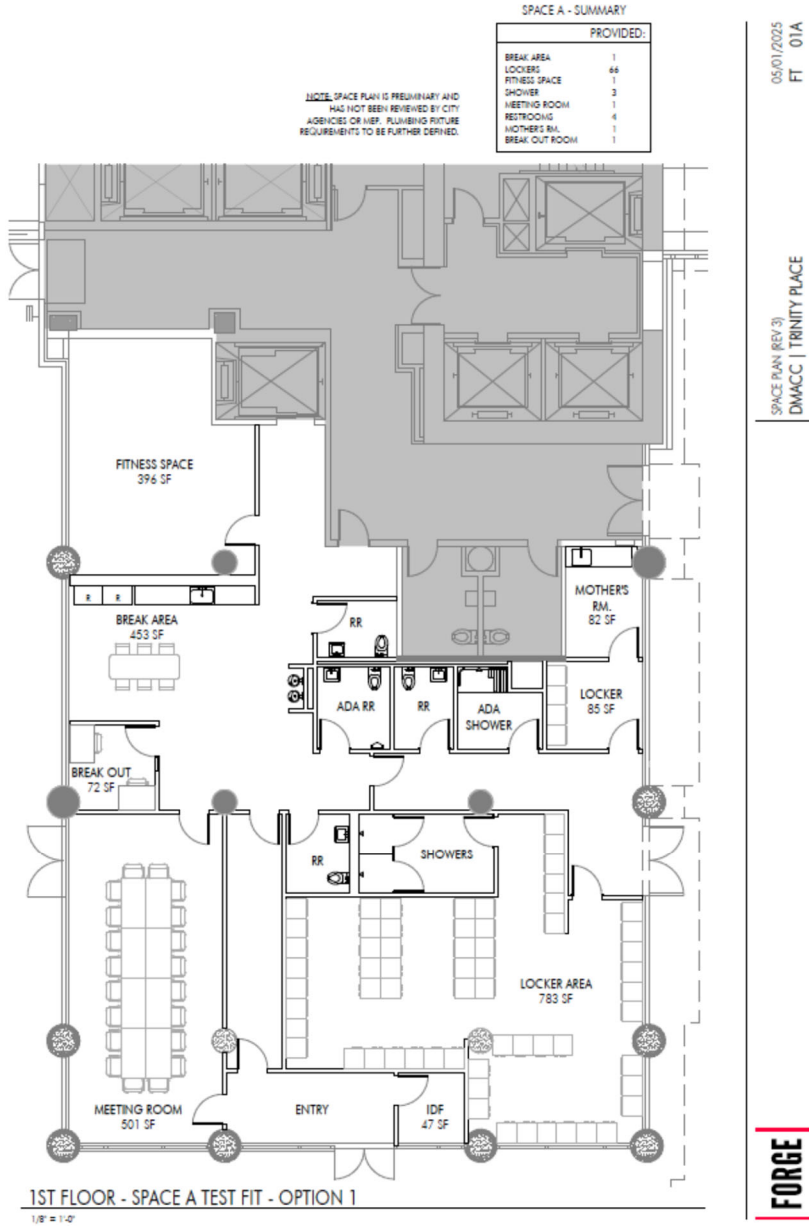 SPACE A - SUMMARY
PROVIDED:
BREAK AREA 1
LOCKERS 66
FITNESS SPACE 1
SHOWER 3
MEETING ROOM 1
RESTROOMS 4
MOTHER'S RM. 1
BREAK OUT ROOM 1
NOTE: SPACE PLAN IS PRELIMINARY AND
HAS NOT BEEN REVIEWED BY CITY
AGENCIES OR MEP. PLUMBING FIXTURE
REQUIREMENTS TO BE FURTHER DEFINED.
05/01/2025
FT 01A
SPACE PLAN (REV 3)
DMACC | TRINITY PLACE
FITNESS SPACE
396 SF
R R
BREAK AREA
453 SF
RR
MOTHER'S
RM.
82 SF
ADA RR
RR
ADA
SHOWER
LOCKER
85 SF
BREAK OUT
72 SF
RR
SHOWERS
LOCKER AREA
783 SF
MEETING ROOM
501 SF
ENTRY
IDF
47 SF
1ST FLOOR - SPACE A TEST FIT - OPTION 1
1/8" = 1'-0"
FORGE